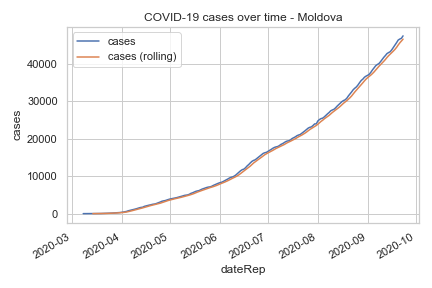 COVID-19 cases over time - Moldova
cases
cases (rolling)
40000
30000
20000
10000
0
cases
2020-03
2020-04
2020-05
2020-06
2020-07
2020-08
2020-09
2020-10
dateRep